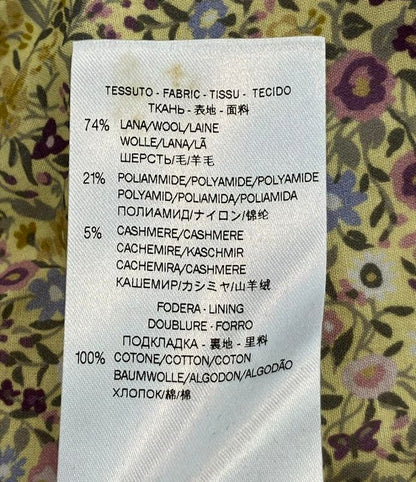 TESSUTO - FABRIC - TISSU - TECIDO
ТКАНЬ - 表地 - 面料
74% LANA/WOOL/LAINE
WOLLE/LANA/LÃ
ШЕРСТЬ/毛/羊毛
21% POLIAMMIDE/POLYAMIDE/POLYAMIDE
POLYAMID/POLIAMIDA/POLIAMIDA
ПОЛИАМИД/ナイロン/锦纶
5% CASHMERE/CASHMERE
CACHEMIRE/KASCHMIR
CACHEMIRA/CASHEMERE
КАШЕМИР/カシミヤ/山羊绒
FODERA - LINING
DOUBLURE - FORRO
ПОДКЛАДКА - 裏地 - 里料
100% COTONE/COTTON/COTON
BAUMWOLLE/ALGODON/ALGODÃO
ХЛОПОК/綿/棉